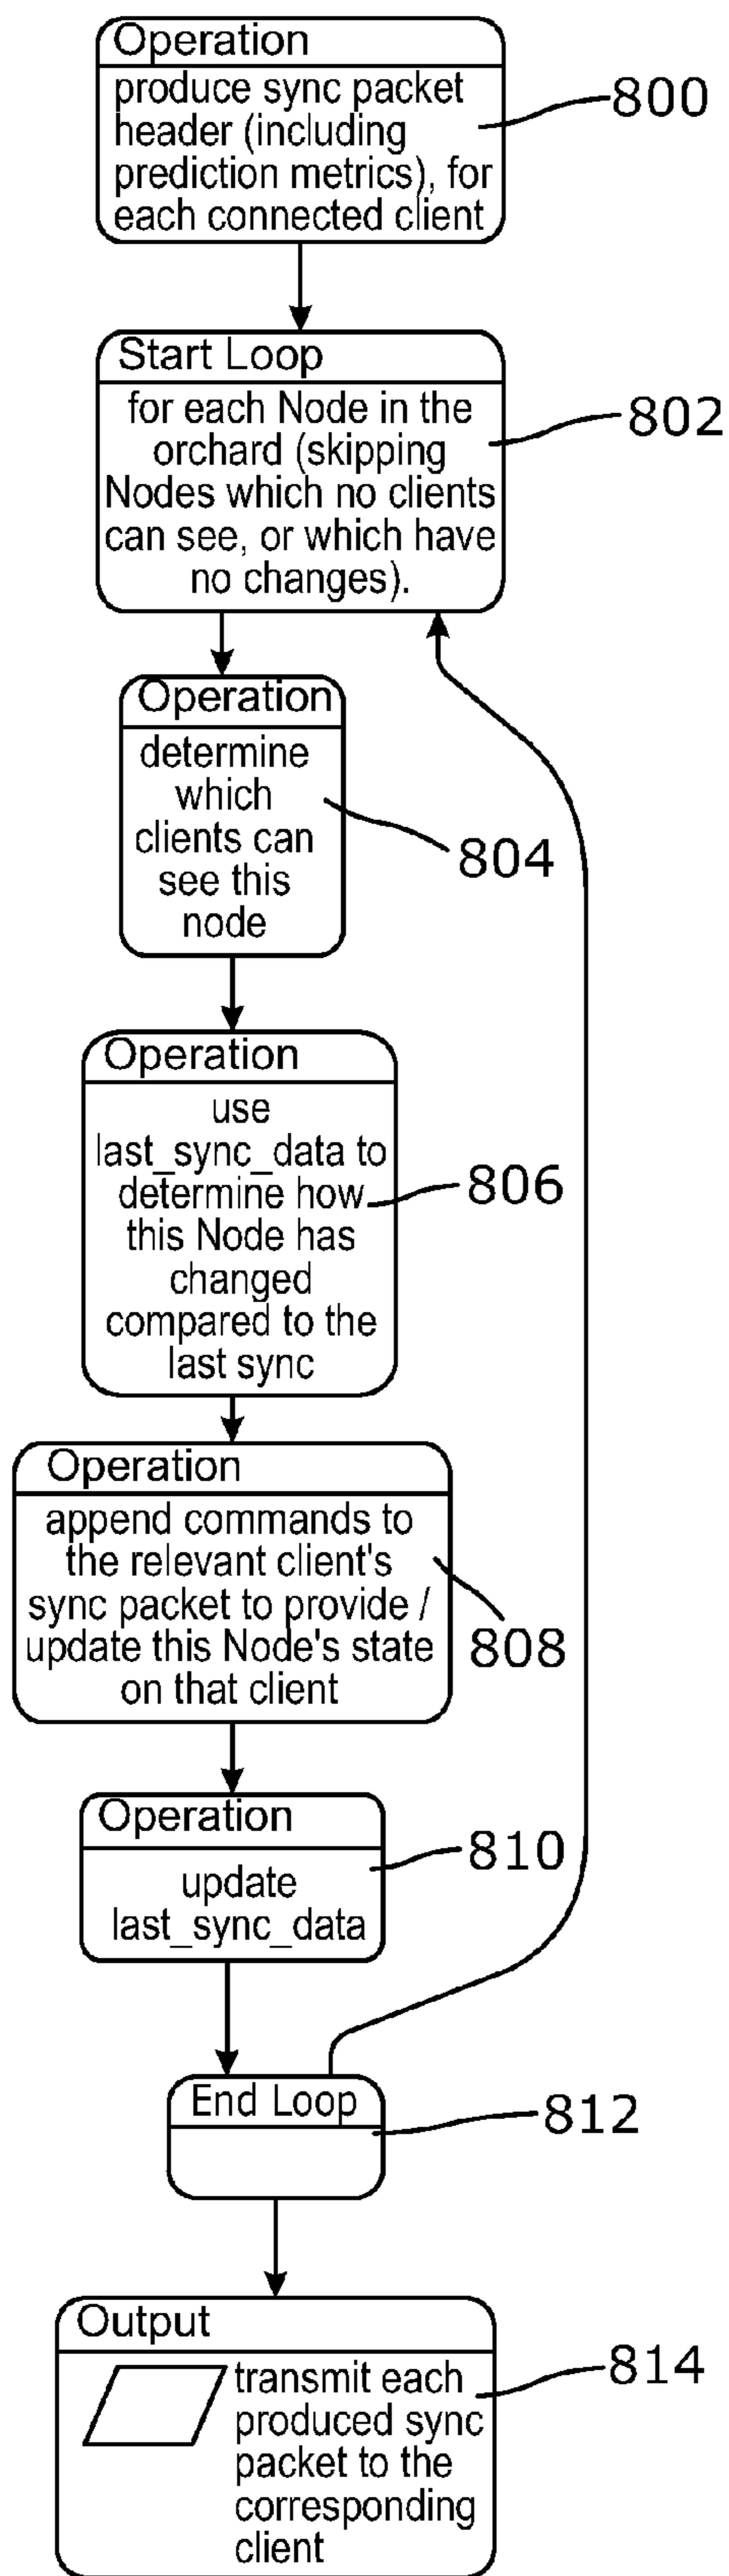 Operation
produce sync packet
header (including
prediction metrics), for
each connected client
800
Start Loop
for each Node in the
orchard (skipping
Nodes which no clients
can see, or which have
no changes).
802
Operation
determine
which
clients can
see this
node
804
Operation
use
last_sync_data to
determine how
this Node has
changed
compared to the
last sync
806
Operation
append commands to
the relevant client's
sync packet to provide /
update this Node's state
on that client
808
Operation
update
last_sync_data
810
End Loop
812
Output
transmit each
produced sync
packet to the
corresponding
client
814